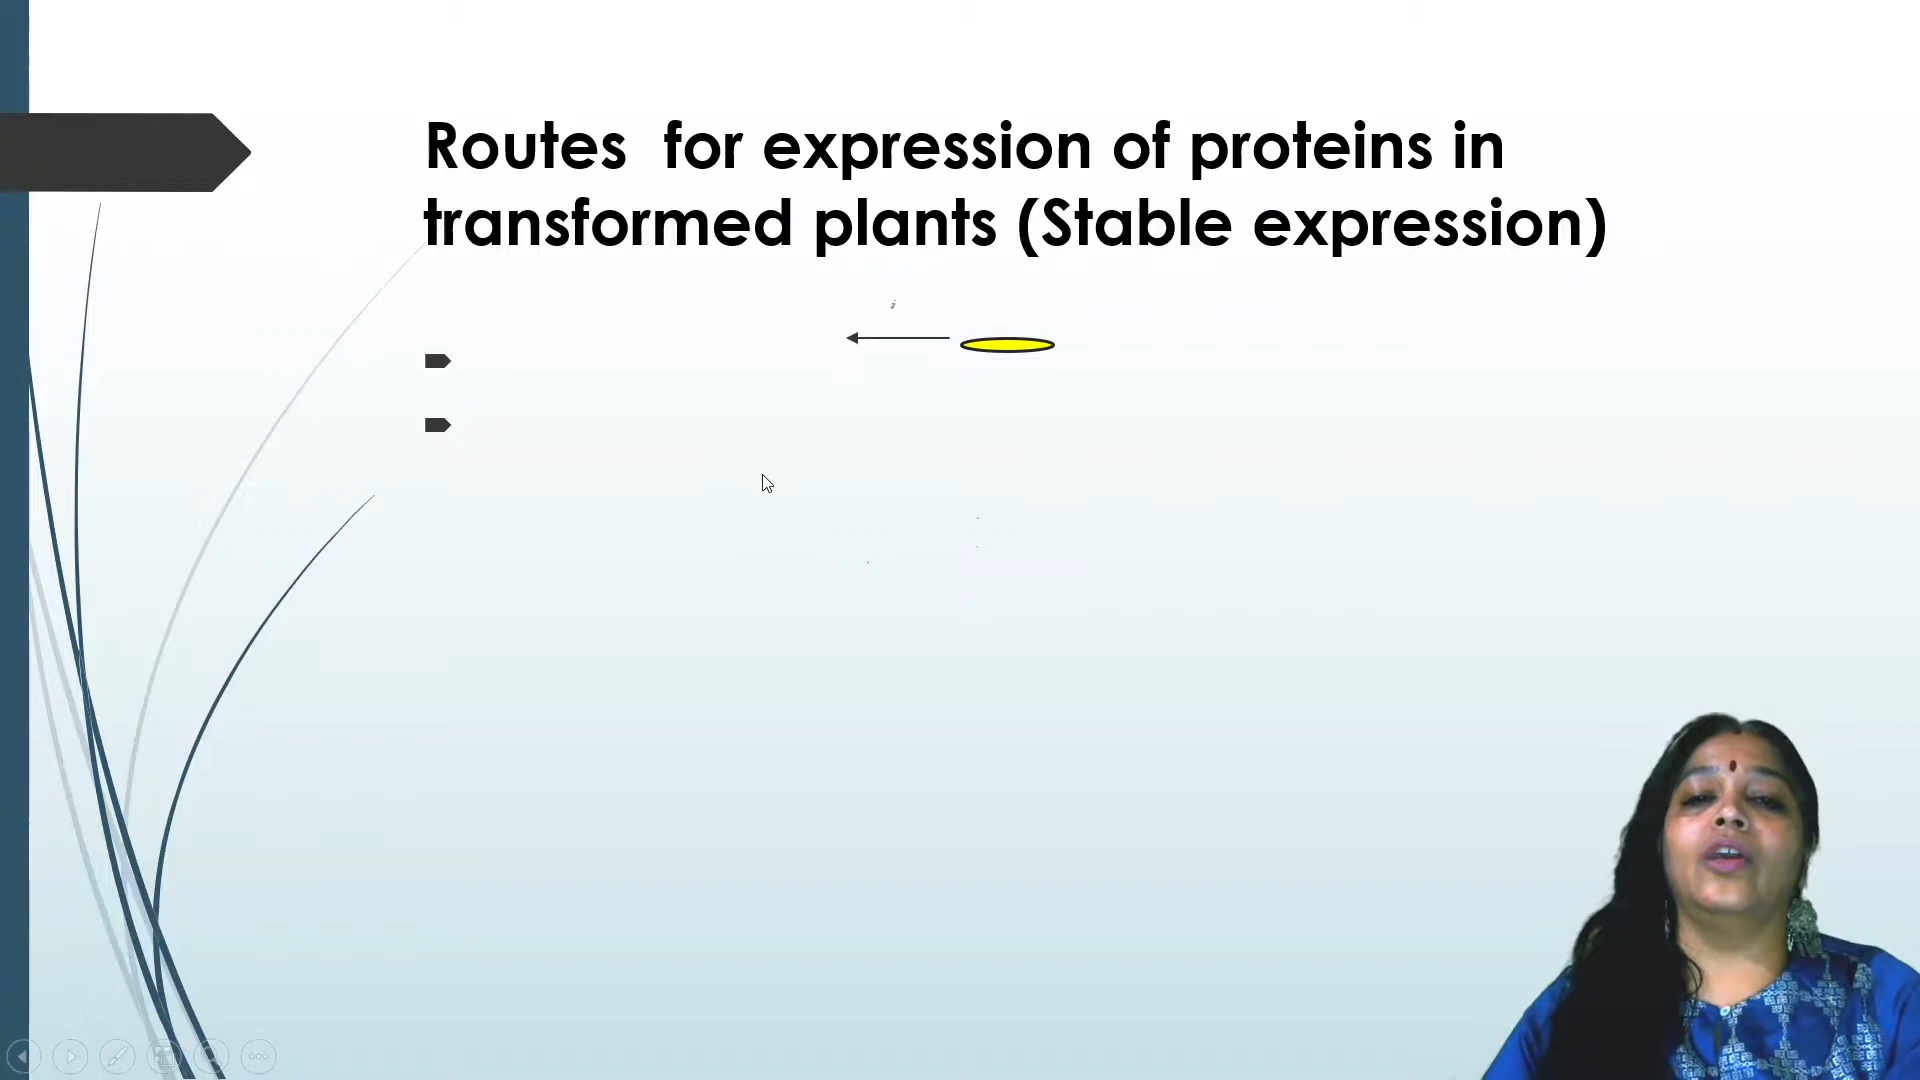 Routes for expression of proteins in
transformed plants (Stable expression)